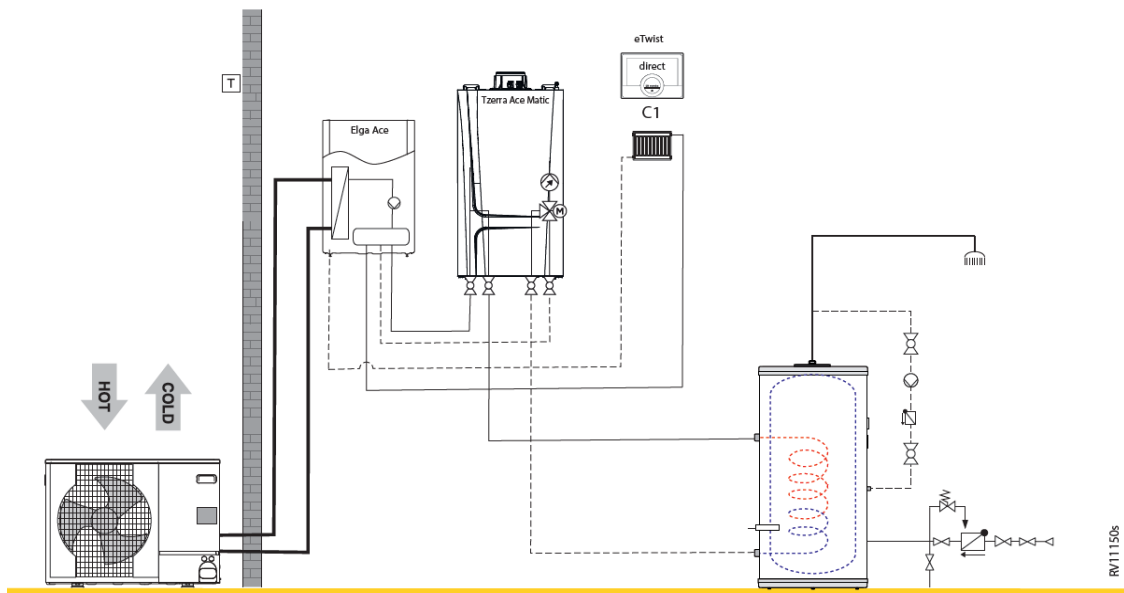 eTwist
direct
C1
T
Tzerra Ace Matic
Elga Ace
M
HOT
COLD
RV11150s